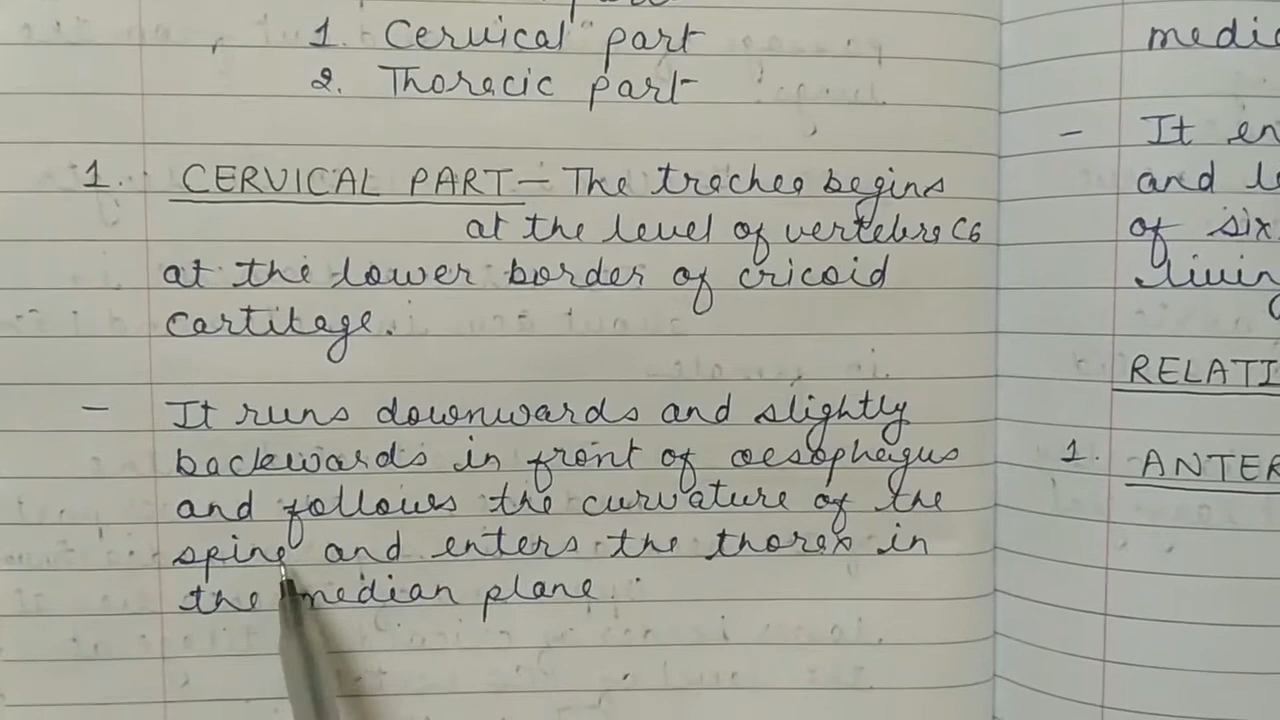 1. Cervical part
2. Thoracic part
1. CERVICAL PART - The trachea begins
at the level of vertebra C6
at the lower border of cricoid
cartilage.
- It runs downwards and slightly
backwards in front of oesophagus
and follows the curvature of the
spine and enters the thorax in
the median plane.
- It en
and l
of six
living
RELATI
1. ANTER